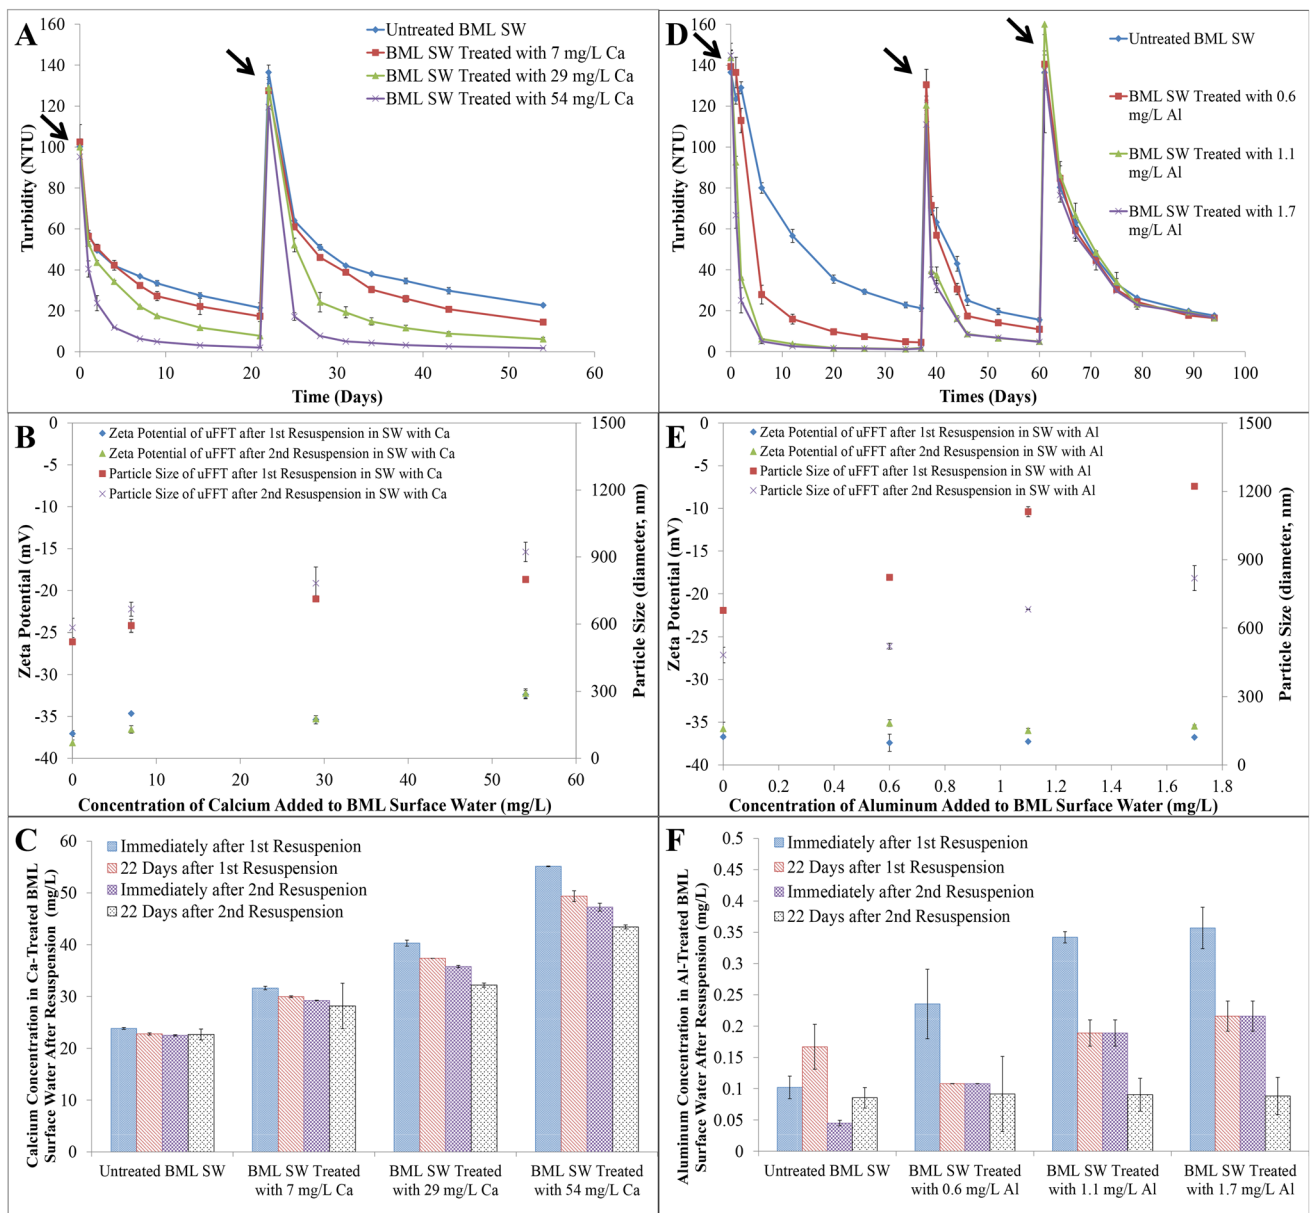 A
160
140
120
100
80
60
40
20
0
Turbidity (NTU)
0 10 20 30 40 50 60
Time (Days)
Untreated BML SW
BML SW Treated with 7 mg/L Ca
BML SW Treated with 29 mg/L Ca
BML SW Treated with 54 mg/L Ca
D
160
140
120
100
80
60
40
20
0
Turbidity (NTU)
0 10 20 30 40 50 60 70 80 90 100
Times (Days)
Untreated BML SW
BML SW Treated with 0.6
mg/L Al
BML SW Treated with 1.1
mg/L Al
BML SW Treated with 1.7
mg/L Al
B
0
-5
-10
-15
-20
-25
-30
-35
-40
Zeta Potential (mV)
Zeta Potential of uFFT after 1st Resuspension in SW with Ca
Zeta Potential of uFFT after 2nd Resuspension in SW with Ca
Particle Size of uFFT after 1st Resuspension in SW with Ca
Particle Size of uFFT after 2nd Resuspension in SW with Ca
1500
1200
900
600
300
0
Particle Size (diameter, nm)
0 10 20 30 40 50 60
Concentration of Calcium Added to BML Surface Water (mg/L)
E
0
-5
-10
-15
-20
-25
-30
-35
-40
Zeta Potential (mV)
Zeta Potential of uFFT after 1st Resuspension in SW with Al
Zeta Potential of uFFT after 2nd Resuspension in SW with Al
Particle Size of uFFT after 1st Resuspension in SW with Al
Particle Size of uFFT after 2nd Resuspension in SW with Al
1500
1200
900
600
300
0
Particle Size (diameter, nm)
0 0.2 0.4 0.6 0.8 1 1.2 1.4 1.6 1.8
Concentration of Aluminum Added to BML Surface Water (mg/L)
C
60
50
40
30
20
10
0
Calcium Concentration in Ca-Treated BML
Surface Water After Resuspension (mg/L)
Immediately after 1st Resuspenion
22 Days after 1st Resuspension
Immediately after 2nd Resuspenion
22 Days after 2nd Resuspension
Untreated BML SW
BML SW Treated
with 7 mg/L Ca
BML SW Treated
with 29 mg/L Ca
BML SW Treated
with 54 mg/L Ca
F
0.5
0.45
0.4
0.35
0.3
0.25
0.2
0.15
0.1
0.05
0
Aluminum Concentration in Al-Treated BML
Surface Water After Resuspension (mg/L)
Immediately after 1st Resuspenion
22 Days after 1st Resuspension
Immediately after 2nd Resuspenion
22 Days after 2nd Resuspension
Untreated BML SW
BML SW Treated
with 0.6 mg/L Al
BML SW Treated
with 1.1 mg/L Al
BML SW Treated
with 1.7 mg/L Al